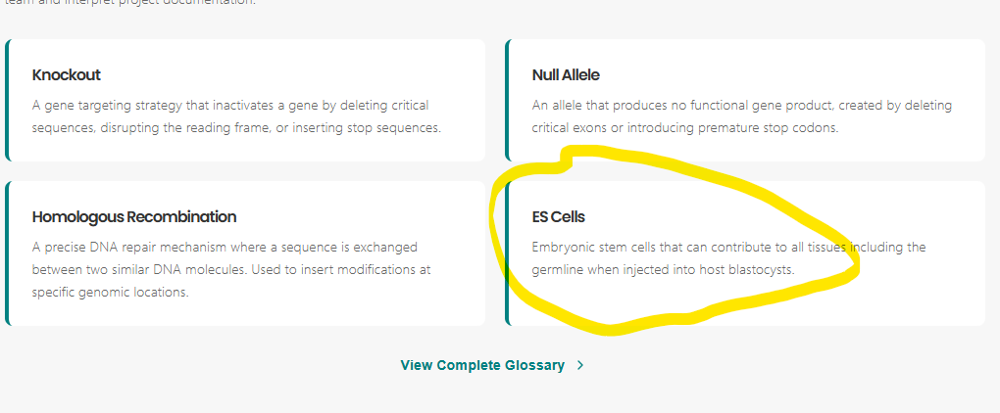 team and interpret project documentation.
Knockout
A gene targeting strategy that inactivates a gene by deleting critical
sequences, disrupting the reading frame, or inserting stop sequences.
Null Allele
An allele that produces no functional gene product, created by deleting
critical exons or introducing premature stop codons.
Homologous Recombination
A precise DNA repair mechanism where a sequence is exchanged
between two similar DNA molecules. Used to insert modifications at
specific genomic locations.
ES Cells
Embryonic stem cells that can contribute to all tissues including the
germline when injected into host blastocysts.
View Complete Glossary